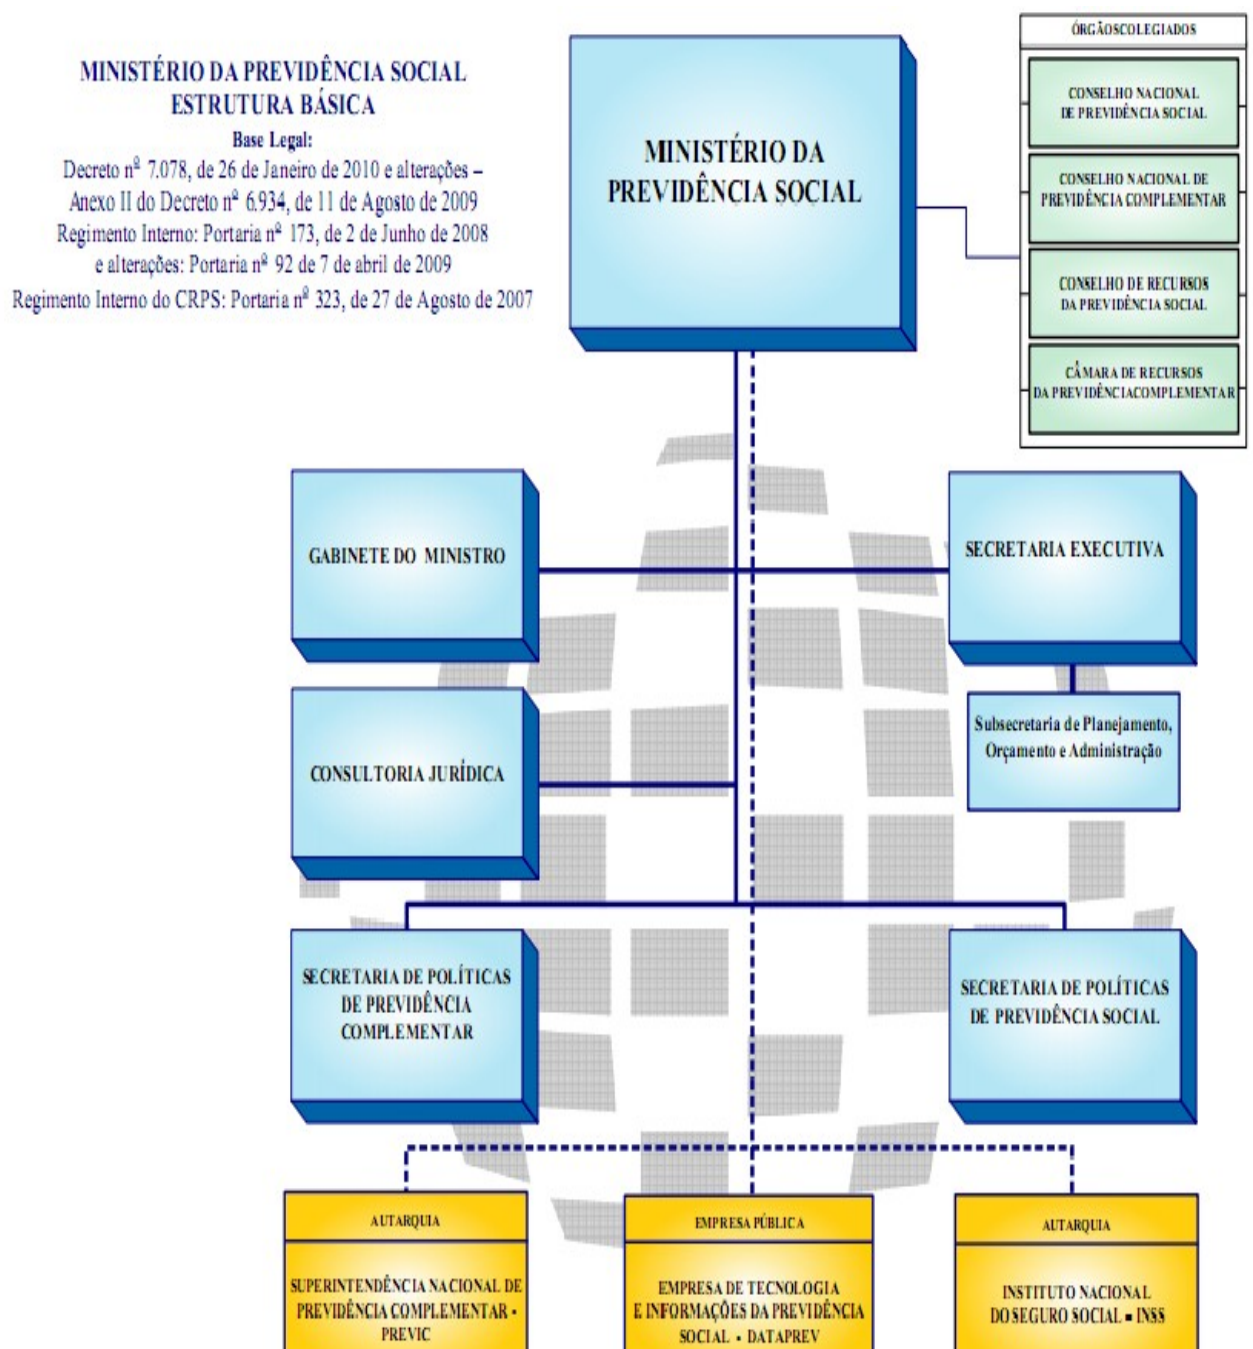 MINISTÉRIO DA PREVIDÊNCIA SOCIAL
ESTRUTURA BÁSICA
Base Legal:
Decreto nº 7.078, de 26 de Janeiro de 2010 e alterações –
Anexo II do Decreto nº 6.934, de 11 de Agosto de 2009
Regimento Interno: Portaria nº 173, de 2 de Junho de 2008
e alterações: Portaria nº 92 de 7 de abril de 2009
Regimento Interno do CRPS: Portaria nº 323, de 27 de Agosto de 2007
MINISTÉRIO DA
PREVIDÊNCIA SOCIAL
ÓRGÃOSCOLEGIADOS
CONSELHO NACIONAL
DE PREVIDÊNCIA SOCIAL
CONSELHO NACIONAL DE
PREVIDÊNCIA COMPLEMENTAR
CONSELHO DE RECURSOS
DA PREVIDÊNCIA SOCIAL
CÂMARA DE RECURSOS
DA PREVIDÊNCIACOMPLEMENTAR
GABINETE DO MINISTRO
SECRETARIA EXECUTIVA
Subsecretaria de Planejamento,
Orçamento e Administração
CONSULTORIA JURÍDICA
SECRETARIA DE POLÍTICAS
DE PREVIDÊNCIA
COMPLEMENTAR
SECRETARIA DE POLÍTICAS
DE PREVIDÊNCIA SOCIAL
AUTARQUIA
SUPERINTENDÊNCIA NACIONAL DE
PREVIDÊNCIA COMPLEMENTAR -
PREVIC
EMPRESA PÚBLICA
EMPRESA DE TECNOLOGIA
E INFORMAÇÕES DA PREVIDÊNCIA
SOCIAL - DATAPREV
AUTARQUIA
INSTITUTO NACIONAL
DO SEGURO SOCIAL - INSS